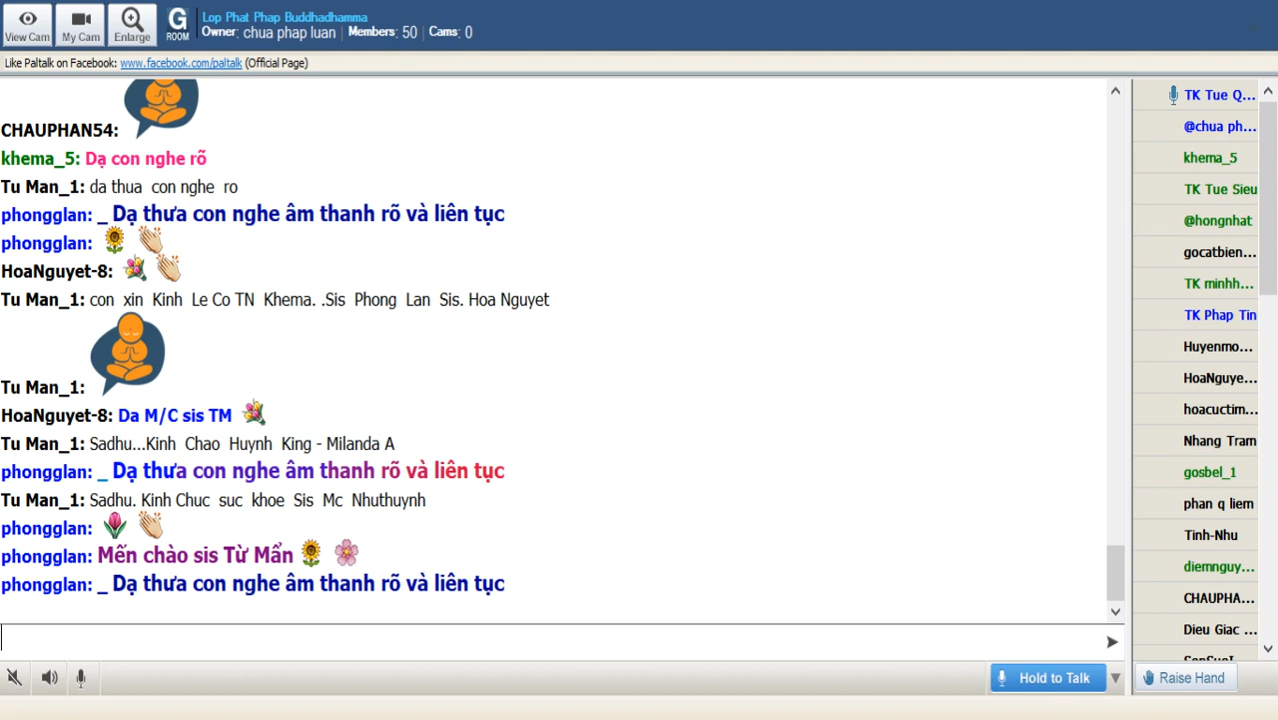 View Cam
My Cam
Enlarge
G
ROOM
Lop Phat Phap Buddhadhamma
Owner: chua phap luan | Members: 50 | Cams: 0
Like Paltalk on Facebook: www.facebook.com/paltalk (Official Page)
CHAUPHAN54:
khema_5: Dạ con nghe rõ
Tu Man_1: da thua con nghe ro
phongglan: _ Dạ thưa con nghe âm thanh rõ và liên tục
phongglan:
HoaNguyet-8:
Tu Man_1: con xin Kinh Le Co TN Khema. .Sis Phong Lan Sis. Hoa Nguyet
Tu Man_1:
HoaNguyet-8: Da M/C sis TM
Tu Man_1: Sadhu...Kinh Chao Huynh King - Milanda A
phongglan: _ Dạ thưa con nghe âm thanh rõ và liên tục
Tu Man_1: Sadhu. Kinh Chuc suc khoe Sis Mc Nhuthuynh
phongglan:
phongglan: Mến chào sis Từ Mẩn
phongglan: _ Dạ thưa con nghe âm thanh rõ và liên tục
TK Tue Q...
@chua ph...
khema_5
TK Tue Sieu
@hongnhat
gocatbien...
TK minhh...
TK Phap Tin
Huyenmo...
HoaNguye...
hoacuctim...
Nhang Tram
gosbel_1
phan q liem
Tinh-Nhu
diemnguy...
CHAUPHA...
Dieu Giac ...
Hold to Talk
Raise Hand